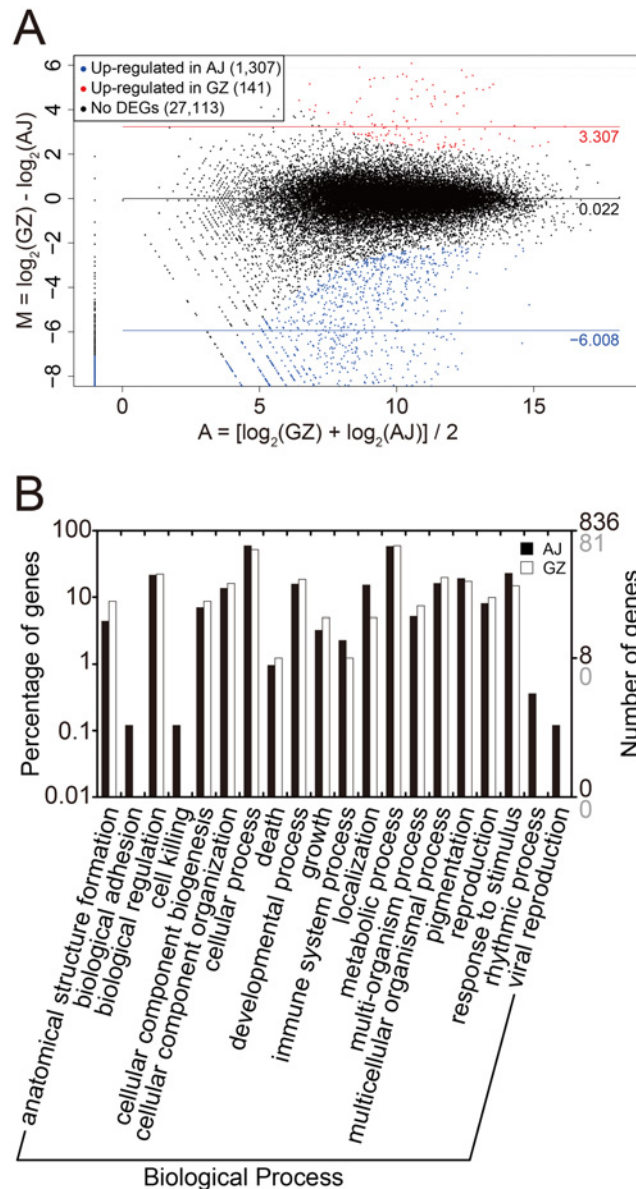 A
Up-regulated in AJ (1,307)
Up-regulated in GZ (141)
No DEGs (27,113)
6
4
2
0
−2
−4
−6
−8
M = log2(GZ) - log2(AJ)
3.307
0.022
−6.008
0
5
10
15
A = [log2(GZ) + log2(AJ)] / 2
B
100
10
1
0.1
0.01
Percentage of genes
AJ
GZ
836
81
8
0
0
0
Number of genes
anatomical structure formation
biological adhesion
biological regulation
cell killing
cellular component biogenesis
cellular component organization
cellular process
death
developmental process
growth
immune system process
localization
metabolic process
multi-organism process
multicellular organismal process
pigmentation
reproduction
response to stimulus
rhythmic process
viral reproduction
Biological Process